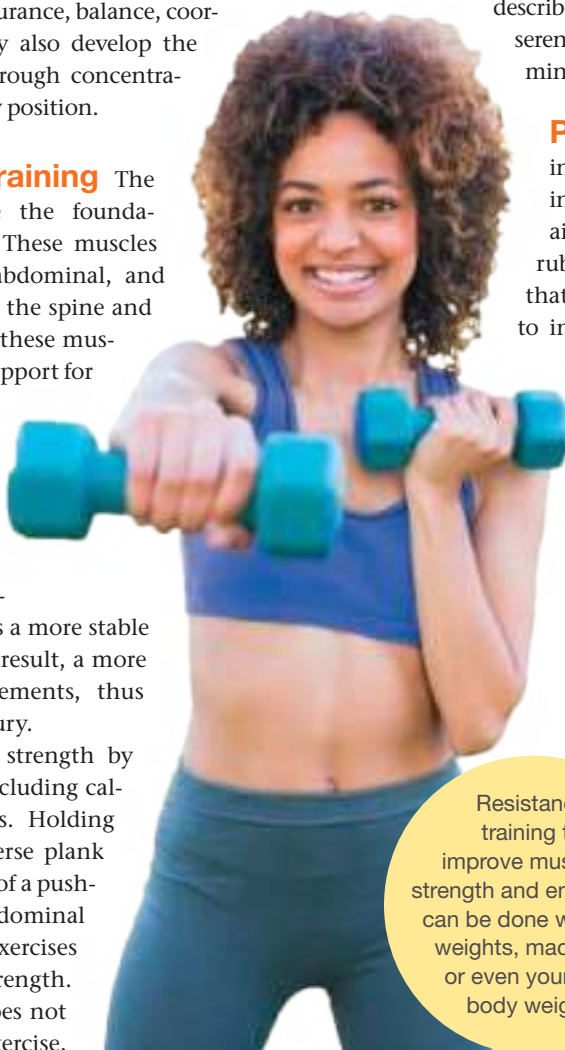 urance, balance, coor-
y also develop the
rough concentra-
position.
raining The
the founda-
These muscles
abdominal, and
the spine and
these mus-
pport for
-
s a more stable
result, a more
ements, thus
ury.
strength by
cluding cal-
s. Holding
erse plank
of a push-
dominal
xercises
rength.
oes not
xercise.
describ
seren
min
P
in
in
ai
rub
that
to in
Resistanc
training t
improve mus
strength and en
can be done w
weights, mac
or even your
body weig